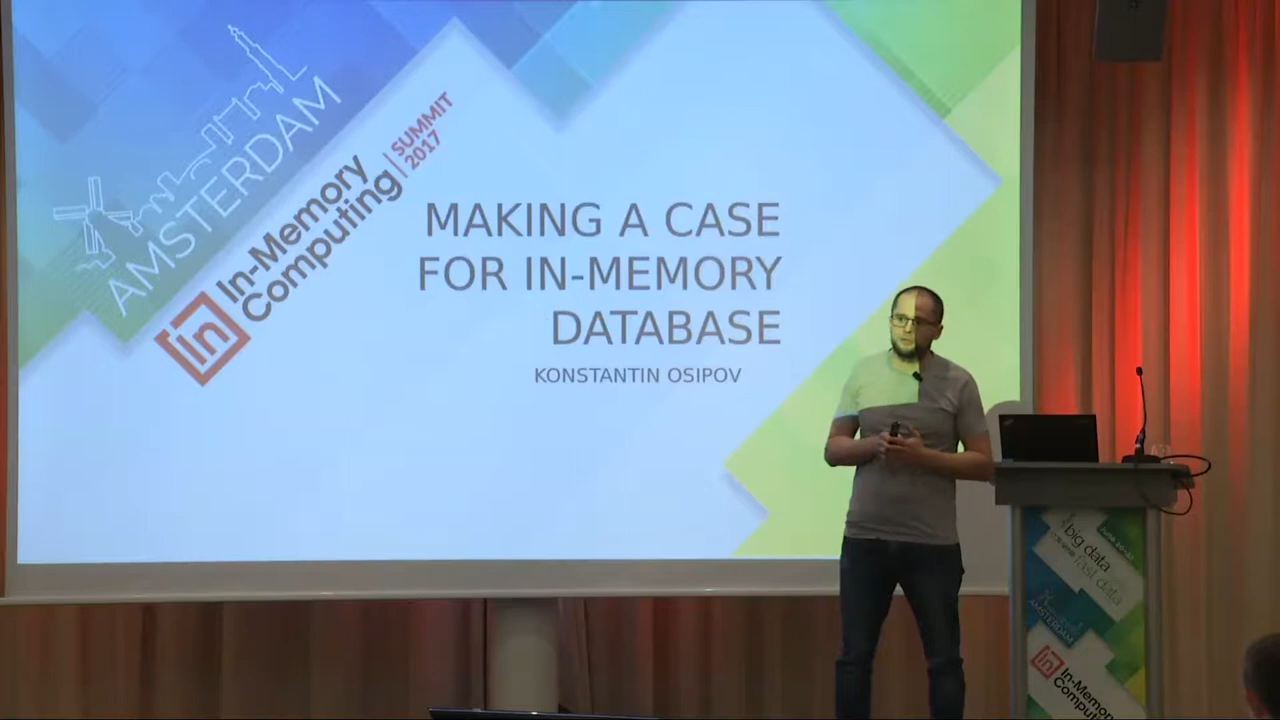 AMSTERDAM
In-Memory
Computing
SUMMIT
2017
in
MAKING A CASE
FOR IN-MEMORY
DATABASE
KONSTANTIN OSIPOV
big data
fast data
AMSTERDAM
in
In-Memory
Computing